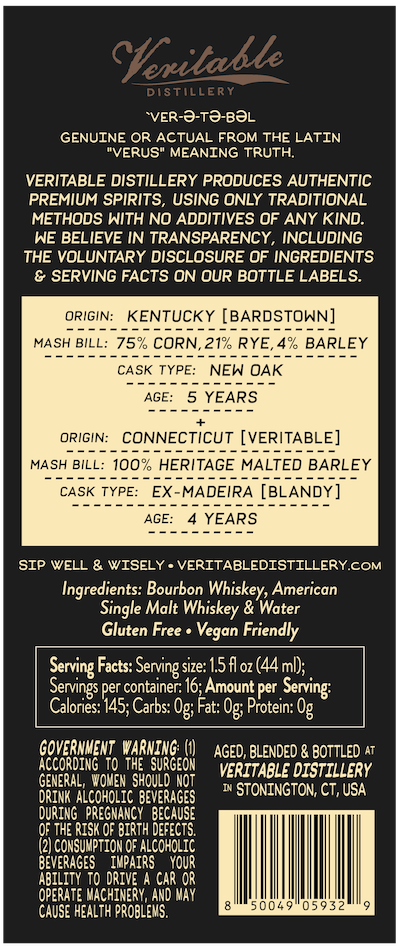 Veritable
DISTILLERY
`VER-Ə-TƏ-BƏL
GENUINE OR ACTUAL FROM THE LATIN
"VERUS" MEANING TRUTH.
VERITABLE DISTILLERY PRODUCES AUTHENTIC
PREMIUM SPIRITS, USING ONLY TRADITIONAL
METHODS WITH NO ADDITIVES OF ANY KIND.
WE BELIEVE IN TRANSPARENCY, INCLUDING
THE VOLUNTARY DISCLOSURE OF INGREDIENTS
& SERVING FACTS ON OUR BOTTLE LABELS.
ORIGIN: KENTUCKY [BARDSTOWN]
MASH BILL: 75% CORN, 21% RYE, 4% BARLEY
CASK TYPE: NEW OAK
AGE: 5 YEARS
+
ORIGIN: CONNECTICUT [VERITABLE]
MASH BILL: 100% HERITAGE MALTED BARLEY
CASK TYPE: EX-MADEIRA [BLANDY]
AGE: 4 YEARS
SIP WELL & WISELY • VERITABLEDISTILLERY.COM
Ingredients: Bourbon Whiskey, American
Single Malt Whiskey & Water
Gluten Free • Vegan Friendly
Serving Facts: Serving size: 1.5 fl oz (44 ml);
Servings per container: 16; Amount per Serving:
Calories: 145; Carbs: 0g; Fat: 0g; Protein: 0g
GOVERNMENT WARNING: (1)
ACCORDING TO THE SURGEON
GENERAL, WOMEN SHOULD NOT
DRINK ALCOHOLIC BEVERAGES
DURING PREGNANCY BECAUSE
OF THE RISK OF BIRTH DEFECTS.
(2) CONSUMPTION OF ALCOHOLIC
BEVERAGES IMPAIRS YOUR
ABILITY TO DRIVE A CAR OR
OPERATE MACHINERY, AND MAY
CAUSE HEALTH PROBLEMS.
AGED, BLENDED & BOTTLED AT
VERITABLE DISTILLERY
IN STONINGTON, CT, USA
8 50049 05932 9